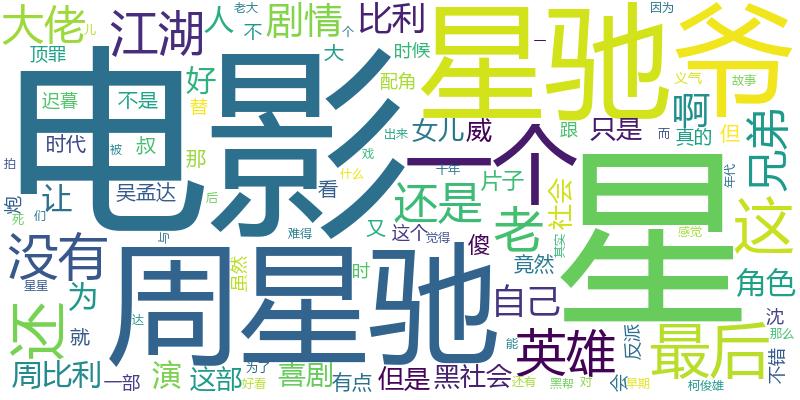 大佬
儿
江湖
人
老大
不
剧情
个
比利
一
星驰
因为
爷
顶罪
好
大
时候
配角
义气
故事
迟暮
不是
替
啊
真的
但
兄弟
电影
时代
被
叔
那
出来
女儿
威
跟
只是
而
拍
抱
让
吴孟达
后
看
戏
什么
十年
一个
还是
片子
社会
年代
死
们
没有
与
难得
又
这个
觉得
老
傻
其实
星
感觉
这
星星
为
周星驰
虽然
时
竟然
角色
还
就
达
自己
能
英雄
反派
最后
沈
那么
不错
周比利
一部
演
这部
为了
好看
喜剧
有点
但是
黑社会
还有
黑帮
对
会
早期
柯俊雄